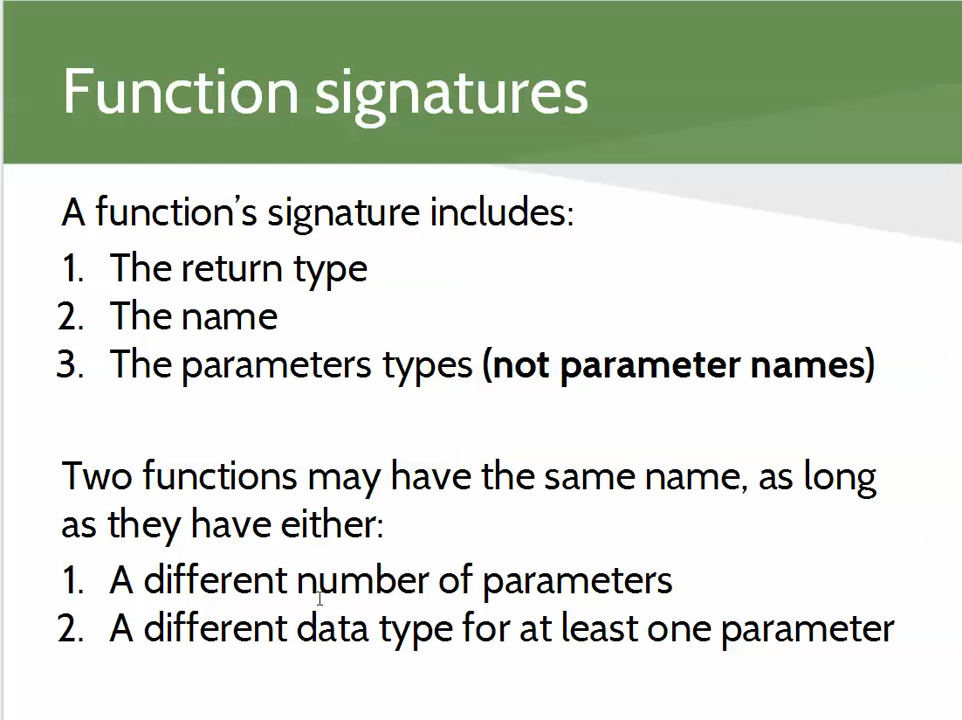 Function signatures
A function’s signature includes:
1. The return type
2. The name
3. The parameters types (not parameter names)
Two functions may have the same name, as long
as they have either:
1. A different number of parameters
2. A different data type for at least one parameter